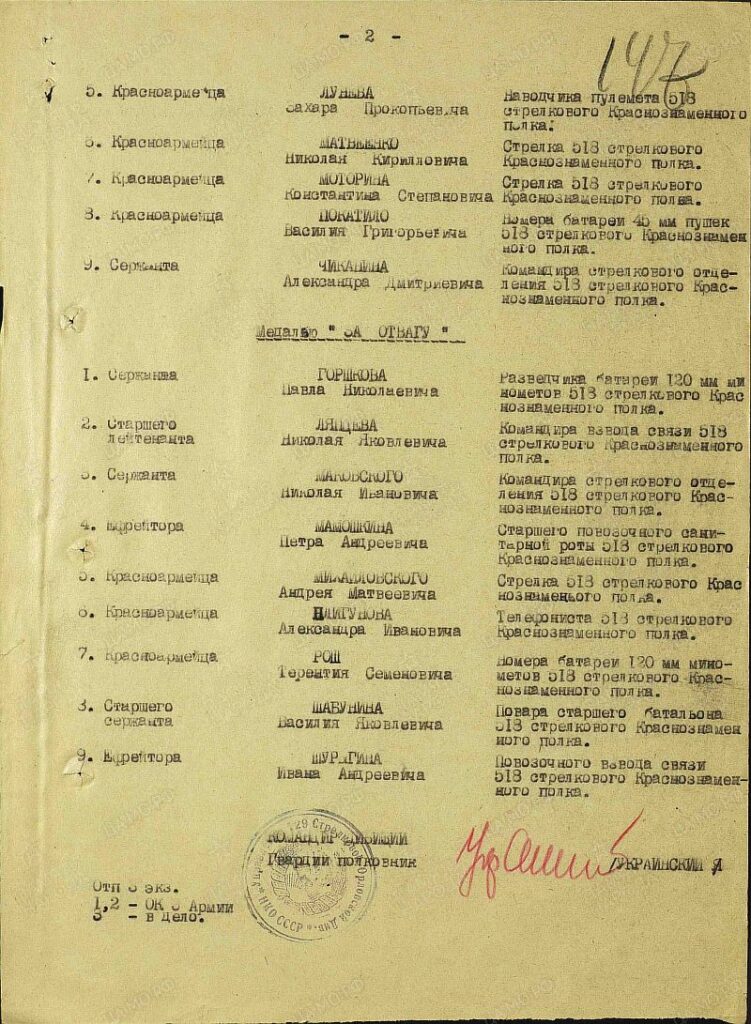 - 2 -
147
5. Красноармейца ЛУНЕВА Наводчика пулемета 518
Захара Прокопьевича стрелкового Краснознаменного
полка.
6. Красноармейца МАТВЕЕНКО Стрелка 518 стрелкового
Николая Кирилловича Краснознаменного полка.
7. Красноармейца МОТОРИНА Стрелка 518 стрелкового
Константина Степановича Краснознаменного полка.
8. Красноармейца ПОКАТИЛО Номера батареи 45 мм пушек
Василия Григорьевича 518 стрелкового Краснознамен
ного полка.
9. Сержанта ЧИКАНИНА Командира стрелкового отде-
Александра Дмитриевича ления 518 стрелкового Крас-
нознаменного полка.
Медалью " ЗА ОТВАГУ "
1. Сержанта ГОРШКОВА Разведчика батареи 120 мм ми
Павла Николаевича нометов 518 стрелкового Крас
нознаменного полка.
2. Старшего ЛЯПЦЕВА Командира взвода связи 518
лейтенанта Николая Яковлевича стрелкового Краснознаменного
полка.
3. Сержанта МАКОВСКОГО Командира стрелкового отде-
Николая Ивановича ления 518 стрелкового Крас-
нознаменного полка.
4. Ефрейтора МАМОШКИНА Старшего повозочного сани-
Петра Андреевича тарной роты 518 стрелкового
Краснознаменного полка.
5. Красноармейца МИХАЙЛОВСКОГО Стрелка 518 стрелкового Крас
Андрея Матвеевича нознаменного полка.
6. Красноармейца ПЛИГУНОВА Телефониста 518 стрелкового
Александра Ивановича Краснознаменного полка.
7. Красноармейца РОШ Номера батареи 120 мм мино-
Терентия Семеновича метов 518 стрелкового Крас-
нознаменного полка.
8. Старшего ШАБУНИНА Повара старшего батальона
сержанта Василия Яковлевича 518 стрелкового Краснознамен
ного полка.
9. Ефрейтора ШУРЫГИНА Повозочного взвода связи
Ивана Андреевича 518 стрелкового Краснознамен-
ного полка.
КОМАНДИР ДИВИЗИИ
Гвардии полковник /УКРАИНСКИЙ/
129 Стрелковой Орловской див. НКО СССР
Отп 3 экз.
1,2 - ОК 3 Армии
3 - в дело.